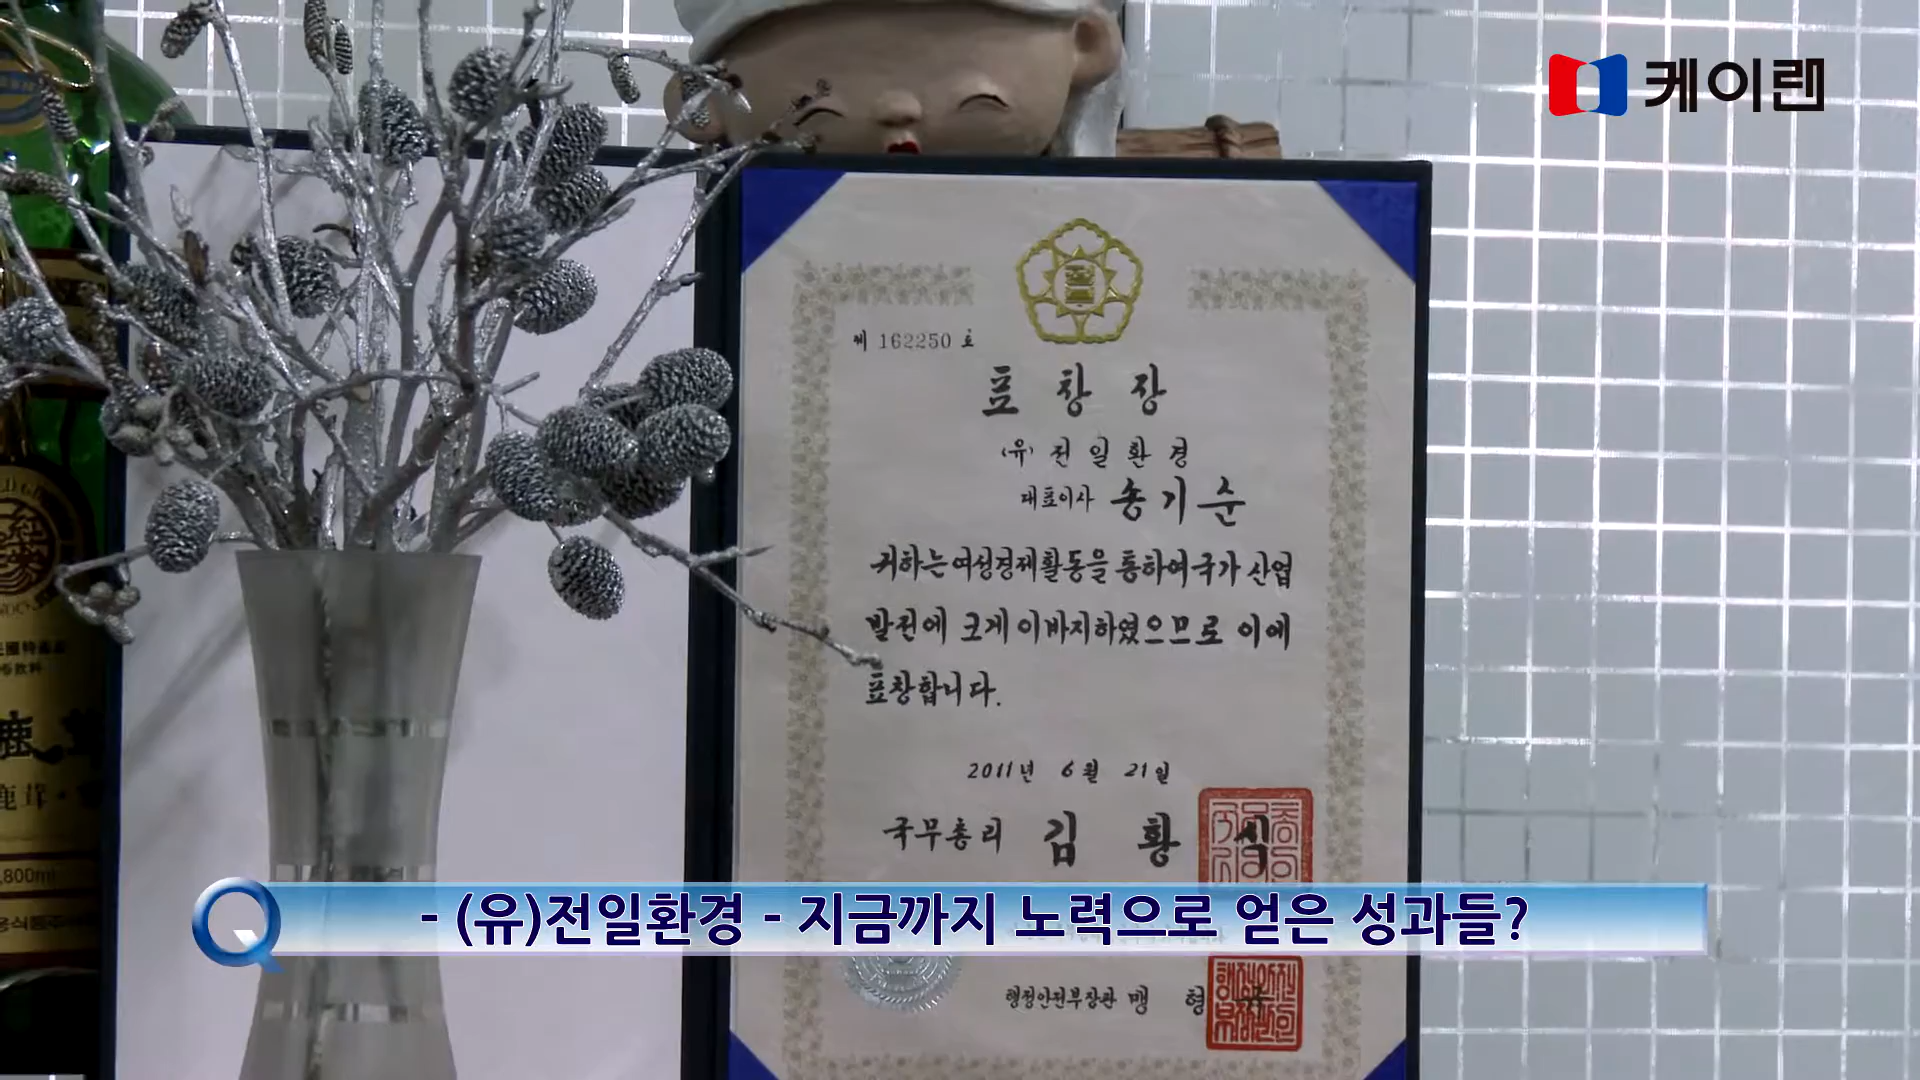 케이랜
제 162250 호
표 창 장
(유) 전 일 환 경
대표이사 송 기 순
귀하는 여성경제활동을 통하여 국가 산업
발전에 크게 이바지하였으므로 이에
표창합니다.
2011년 6월 21일
국무총리 김 황 식
Q - (유)전일환경 - 지금까지 노력으로 얻은 성과들?
행정안전부장관 맹 형
,800ml